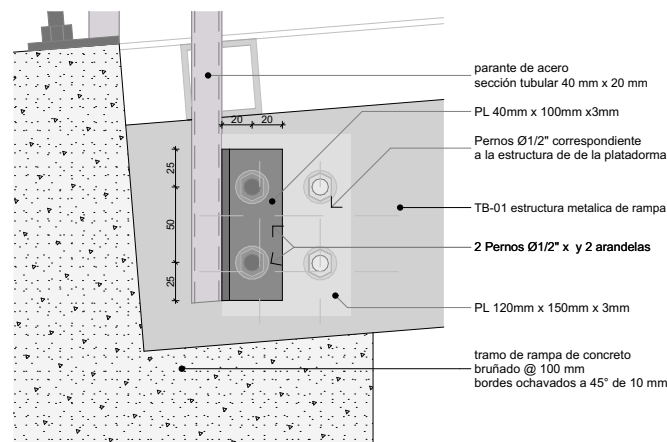 parante de acero
sección tubular 40 mm x 20 mm
PL 40mm x 100mm x3mm
Pernos Ø1/2" correspondiente
a la estructura de de la platadorma
TB-01 estructura metalica de rampa
2 Pernos Ø1/2" x  y 2 arandelas
PL 120mm x 150mm x 3mm
tramo de rampa de concreto
bruñado @ 100 mm
bordes ochavados a 45° de 10 mm
20 20
25
50
25